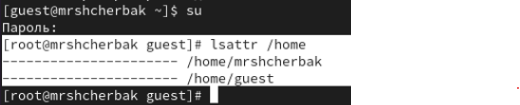 [guest@mrshcherbak ~]$ su
Пароль:
[root@mrshcherbak guest]# lsattr /home
---------------------- /home/mrshcherbak
---------------------- /home/guest
[root@mrshcherbak guest]#